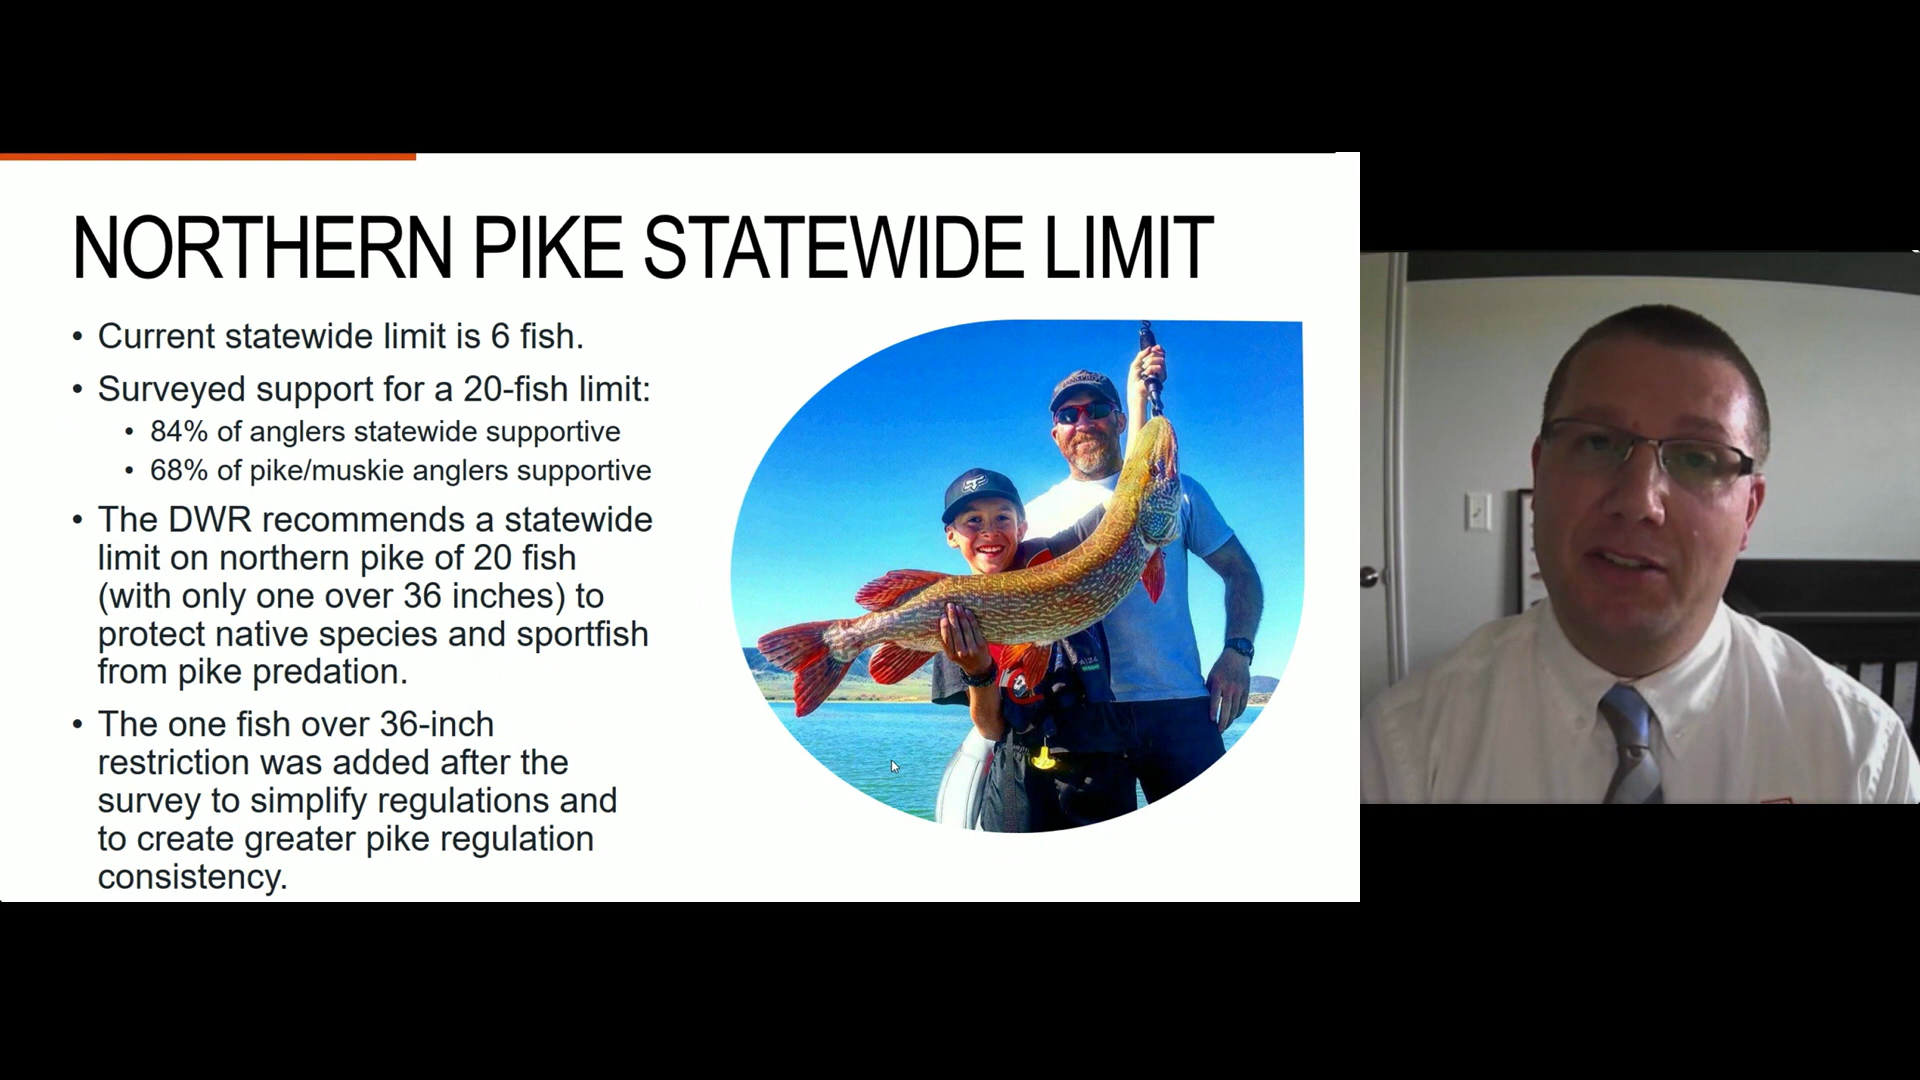 NORTHERN PIKE STATEWIDE LIMIT
• Current statewide limit is 6 fish.
• Surveyed support for a 20-fish limit:
• 84% of anglers statewide supportive
• 68% of pike/muskie anglers supportive
• The DWR recommends a statewide
limit on northern pike of 20 fish
(with only one over 36 inches) to
protect native species and sportfish
from pike predation.
• The one fish over 36-inch
restriction was added after the
survey to simplify regulations and
to create greater pike regulation
consistency.